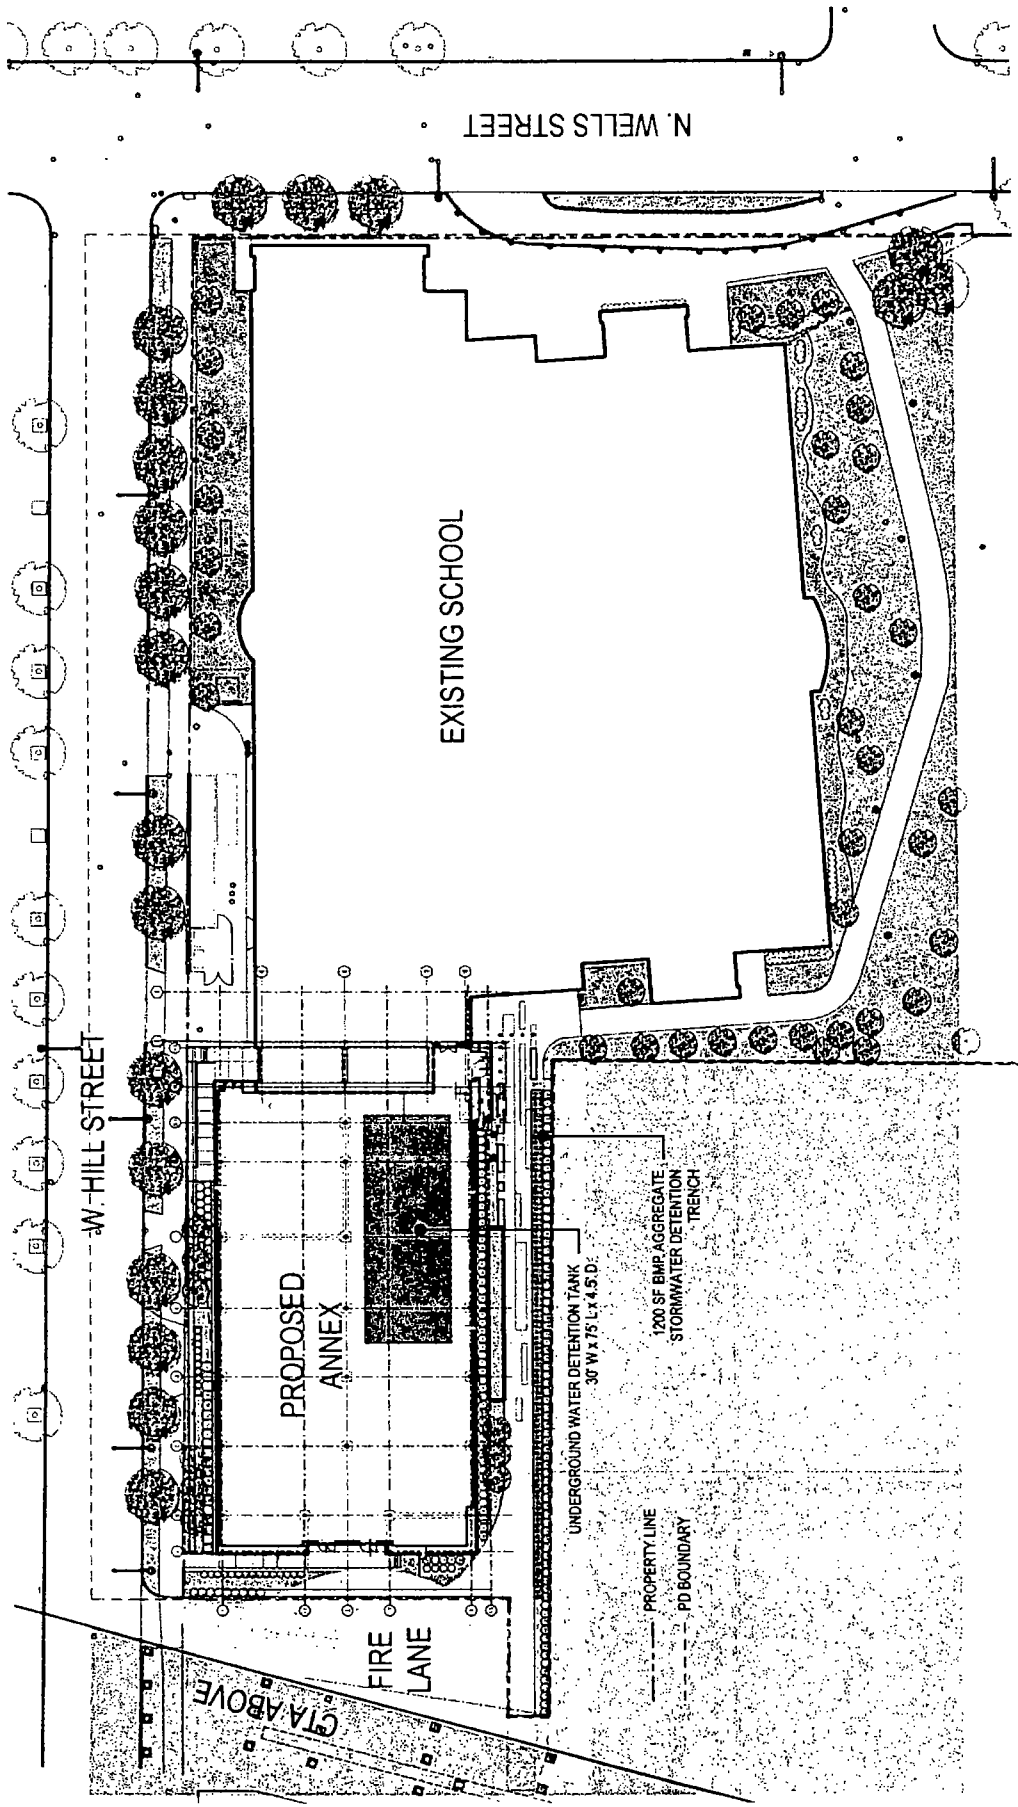 N. WELLS STREET
W. HILL STREET
EXISTING SCHOOL
PROPOSED
ANNEX
UNDERGROUND WATER DETENTION TANK
30' W x 75' L x 4.5' D
1200 SF BMP AGGREGATE
STORMWATER DETENTION
TRENCH
FIRE
LANE
CTA ABOVE
PROPERTY LINE
PD BOUNDARY